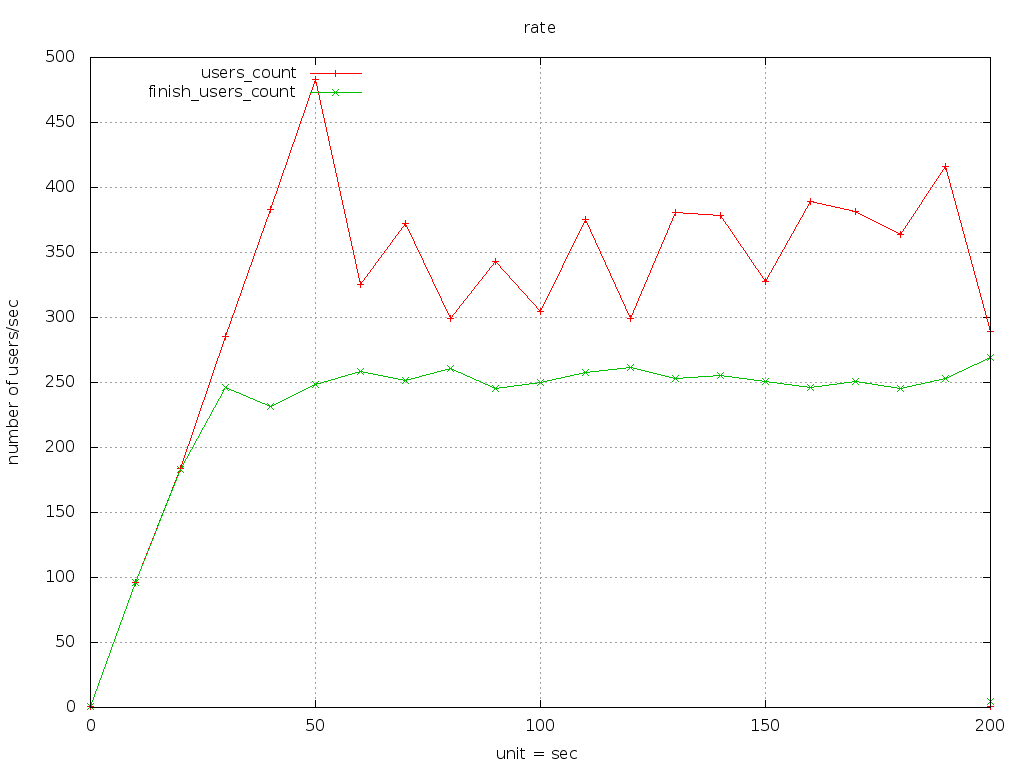 rate
users_count
finish_users_count
500
450
400
350
300
250
200
150
100
50
0
number of users/sec
0 50 100 150 200
unit = sec